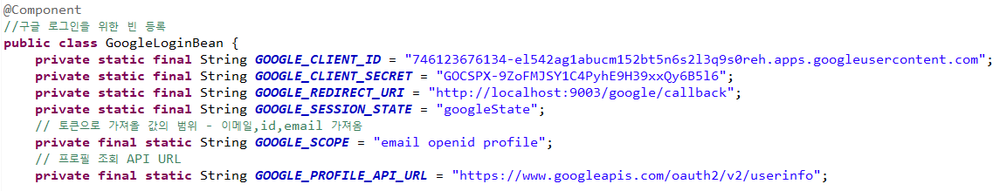 @Component
//구글 로그인을 위한 빈 등록
public class GoogleLoginBean {
private static final String GOOGLE_CLIENT_ID = "746123676134-el542ag1abucm152bt5n6s2l3q9s0reh.apps.googleusercontent.com";
private static final String GOOGLE_CLIENT_SECRET = "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";
private static final String GOOGLE_REDIRECT_URI = "http://localhost:9003/google/callback";
private static final String GOOGLE_SESSION_STATE = "googleState";
// 토큰으로 가져올 값의 범위 - 이메일,id,email 가져옴
private final static String GOOGLE_SCOPE = "email openid profile";
// 프로필 조회 API URL
private final static String GOOGLE_PROFILE_API_URL = "https://www.googleapis.com/oauth2/v2/userinfo";